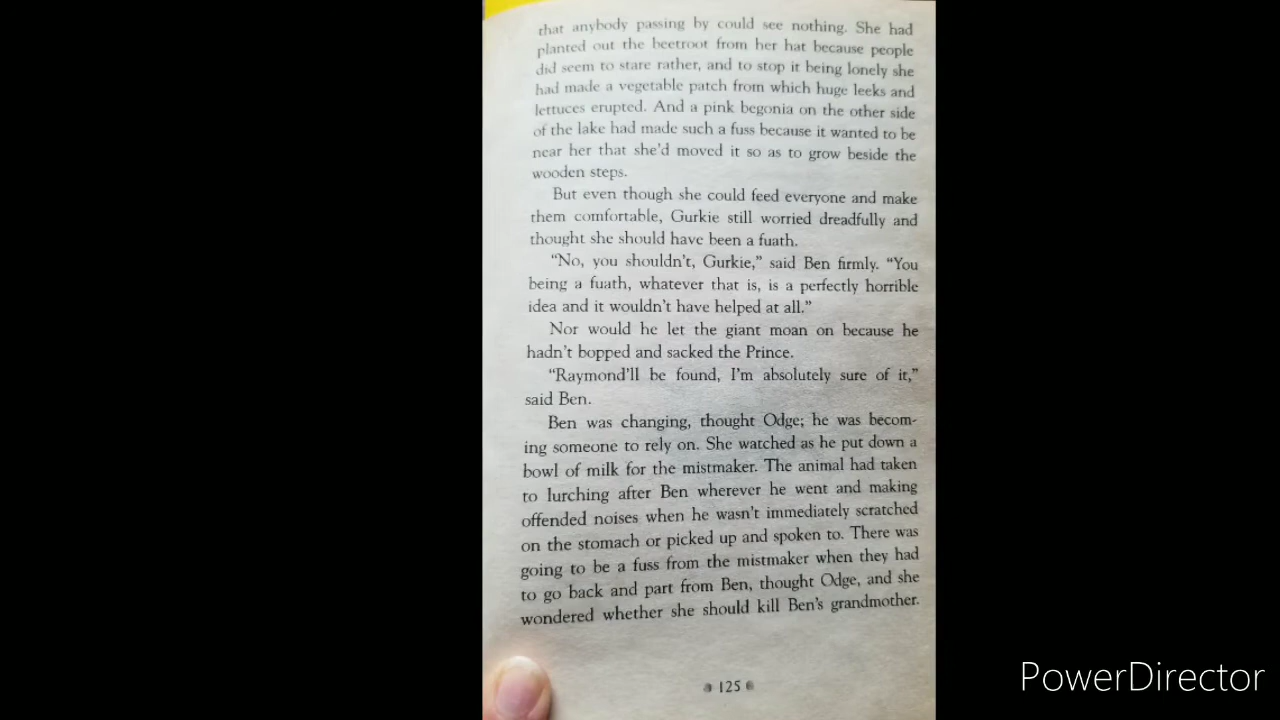 that anybody passing by could see nothing. She had
planted out the beetroot from her hat because people
did seem to stare rather, and to stop it being lonely she
had made a vegetable patch from which huge leeks and
lettuces erupted. And a pink begonia on the other side
of the lake had made such a fuss because it wanted to be
near her that she'd moved it so as to grow beside the
wooden steps.
But even though she could feed everyone and make
them comfortable, Gurkie still worried dreadfully and
thought she should have been a fuath.
“No, you shouldn't, Gurkie,” said Ben firmly. “You
being a fuath, whatever that is, is a perfectly horrible
idea and it wouldn't have helped at all.”
Nor would he let the giant moan on because he
hadn't bopped and sacked the Prince.
“Raymond'll be found, I'm absolutely sure of it,”
said Ben.
Ben was changing, thought Odge; he was becom-
ing someone to rely on. She watched as he put down a
bowl of milk for the mistmaker. The animal had taken
to lurching after Ben wherever he went and making
offended noises when he wasn't immediately scratched
on the stomach or picked up and spoken to. There was
going to be a fuss from the mistmaker when they had
to go back and part from Ben, thought Odge, and she
wondered whether she should kill Ben's grandmother.
125
PowerDirector